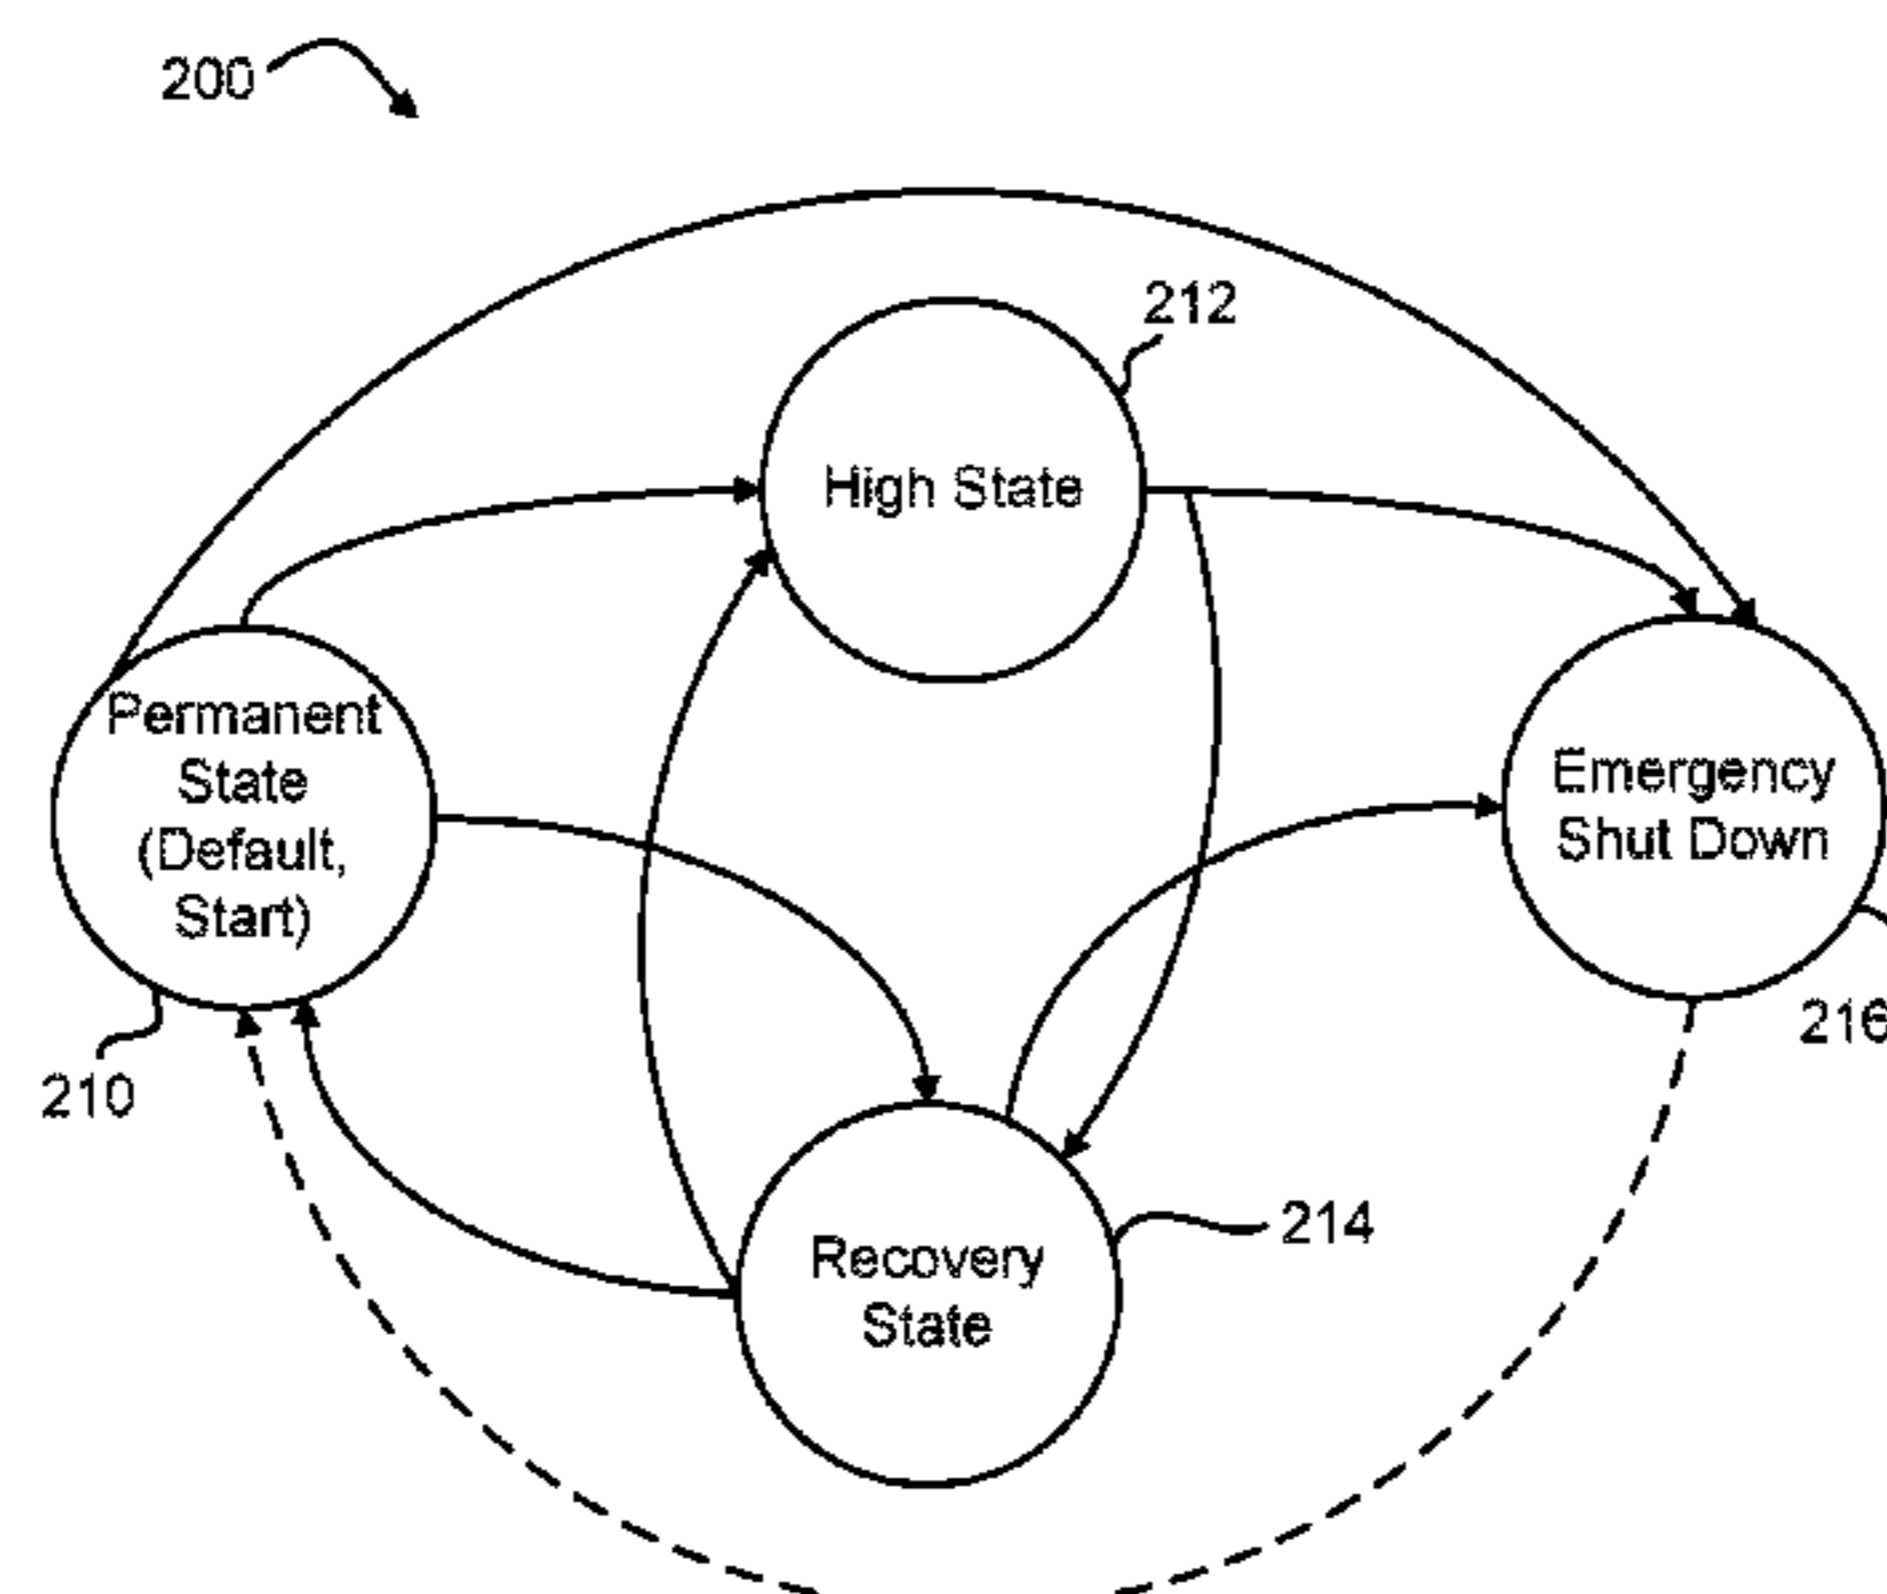 200
212
High State
Permanent
State
(Default,
Start)
Emergency
Shut Down
216
210
214
Recovery
State